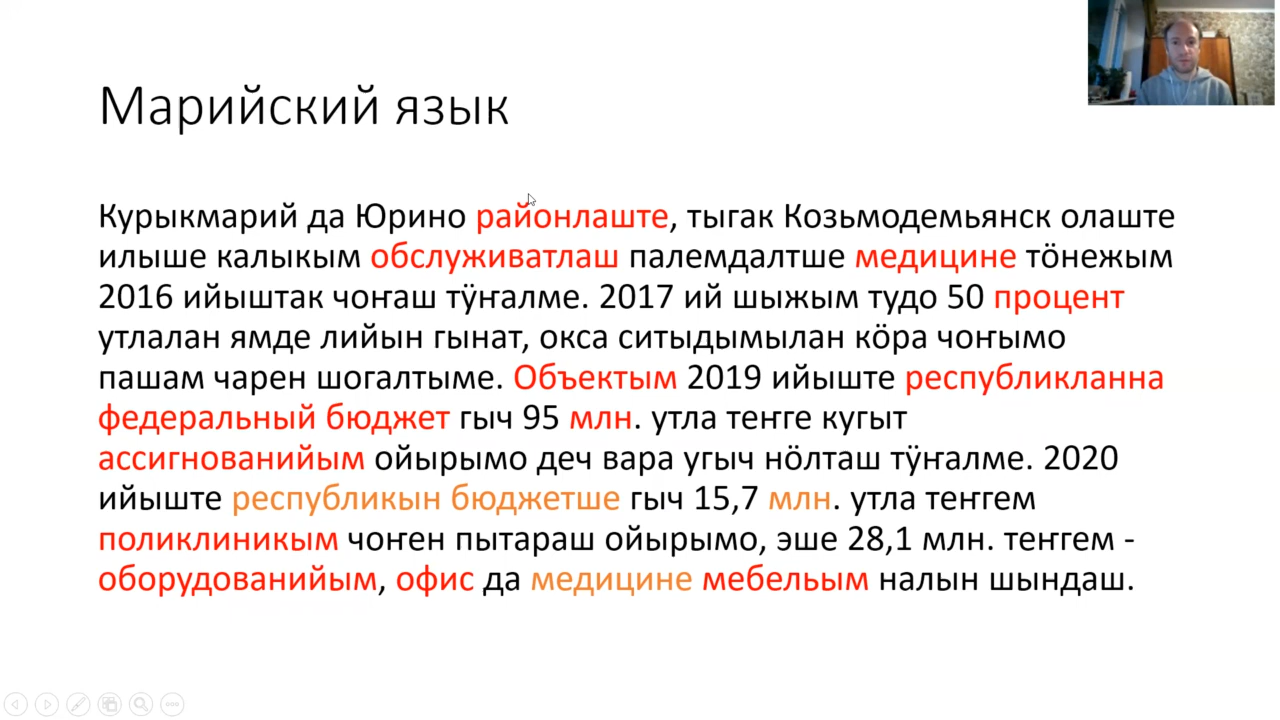 Марийский язык
Курыкмарий да Юрино районлаште, тыгак Козьмодемьянск олаште
илыше калыкым обслуживатлаш палемдалтше медицине тӧнежым
2016 ийыштак чоҥаш тӱҥалме. 2017 ий шыжым тудо 50 процент
утлалан ямде лийын гынат, окса ситыдымылан кӧра чоҥымо
пашам чарен шогалтыме. Объектым 2019 ийыште республикланна
федеральный бюджет гыч 95 млн. утла теҥге кугыт
ассигнованийым ойырымо деч вара угыч нӧлташ тӱҥалме. 2020
ийыште республикын бюджетше гыч 15,7 млн. утла теҥгем
поликлиникым чоҥен пытараш ойырымо, эше 28,1 млн. теҥгем -
оборудованийым, офис да медицине мебельым налын шындаш.